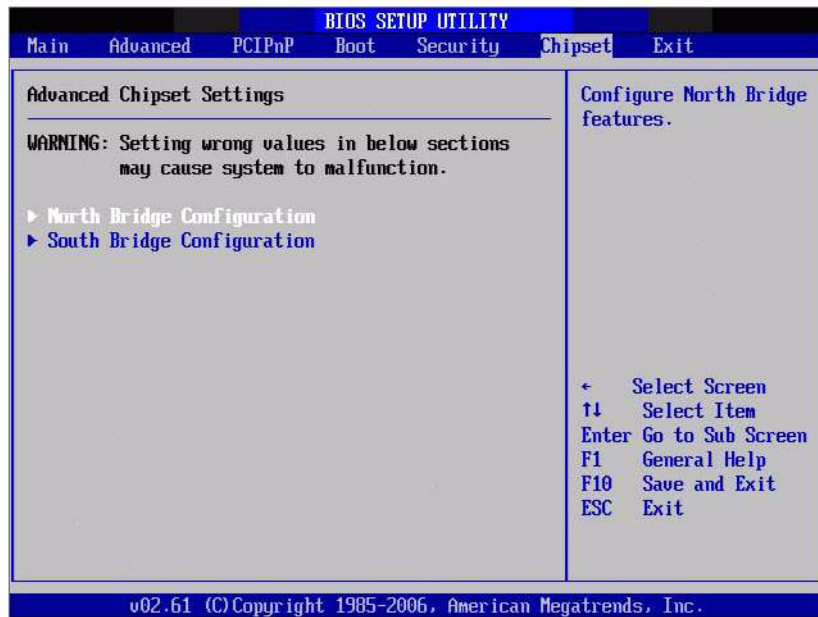 BIOS SETUP UTILITY
Main Advanced PCIPnP Boot Security Chipset Exit
Advanced Chipset Settings
WARNING: Setting wrong values in below sections
may cause system to malfunction.
▶ North Bridge Configuration
▶ South Bridge Configuration
Configure North Bridge
features.
← Select Screen
↑↓ Select Item
Enter Go to Sub Screen
F1 General Help
F10 Save and Exit
ESC Exit
v02.61 (C)Copyright 1985-2006, American Megatrends, Inc.